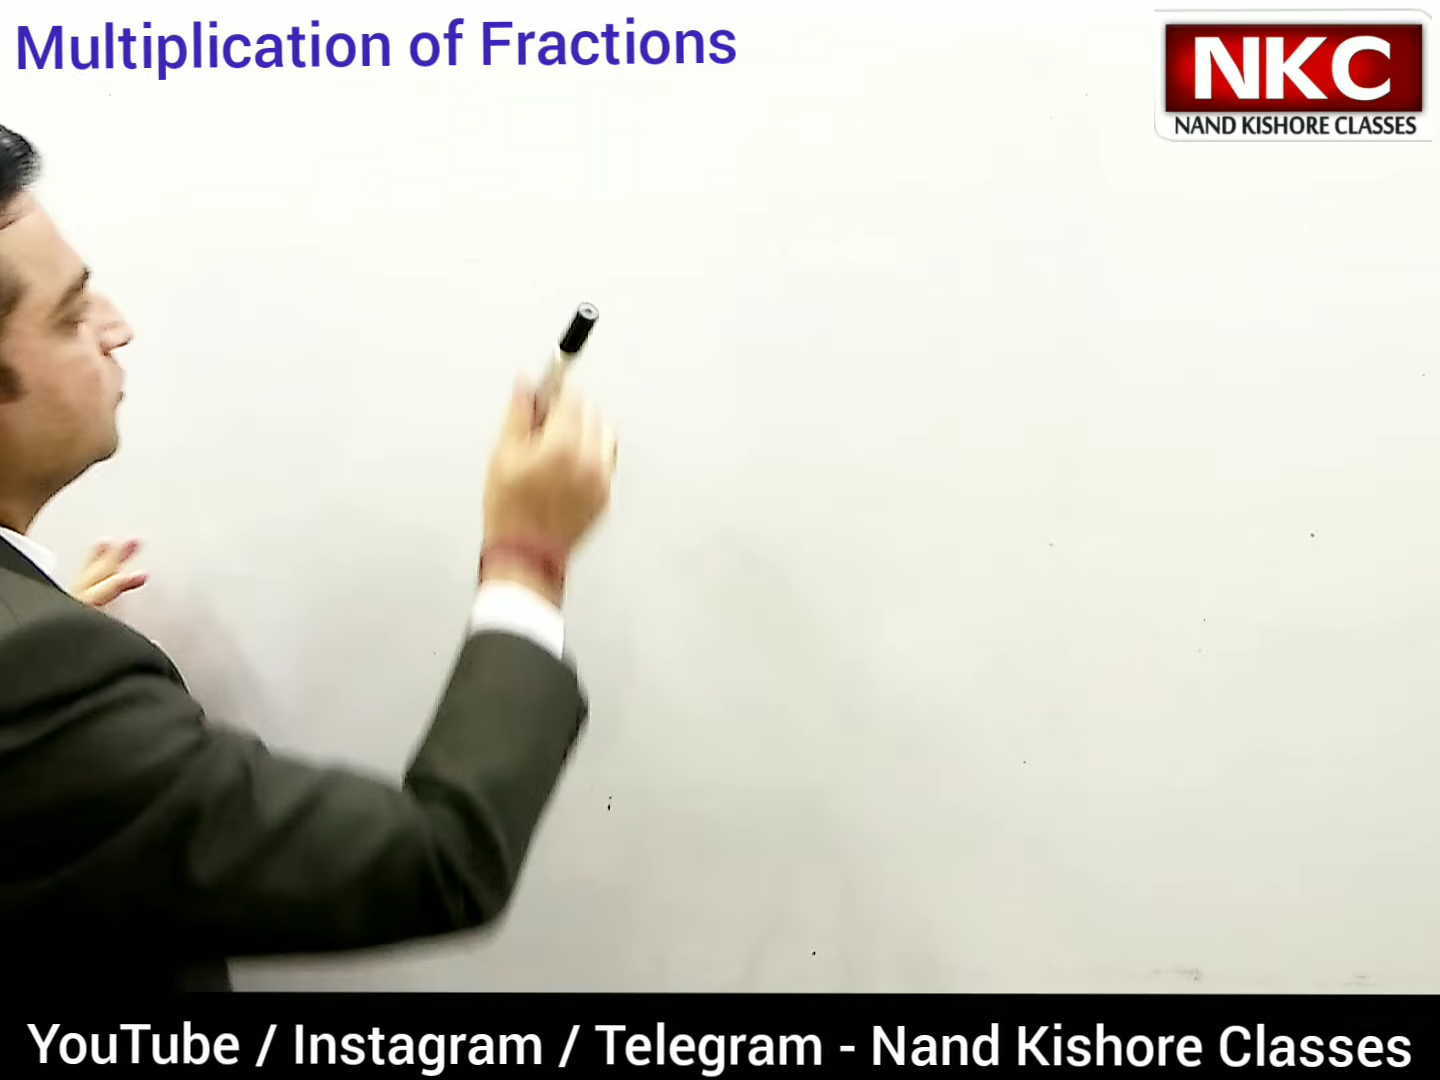 Multiplication of Fractions
NKC
NAND KISHORE CLASSES
YouTube / Instagram / Telegram - Nand Kishore Classes